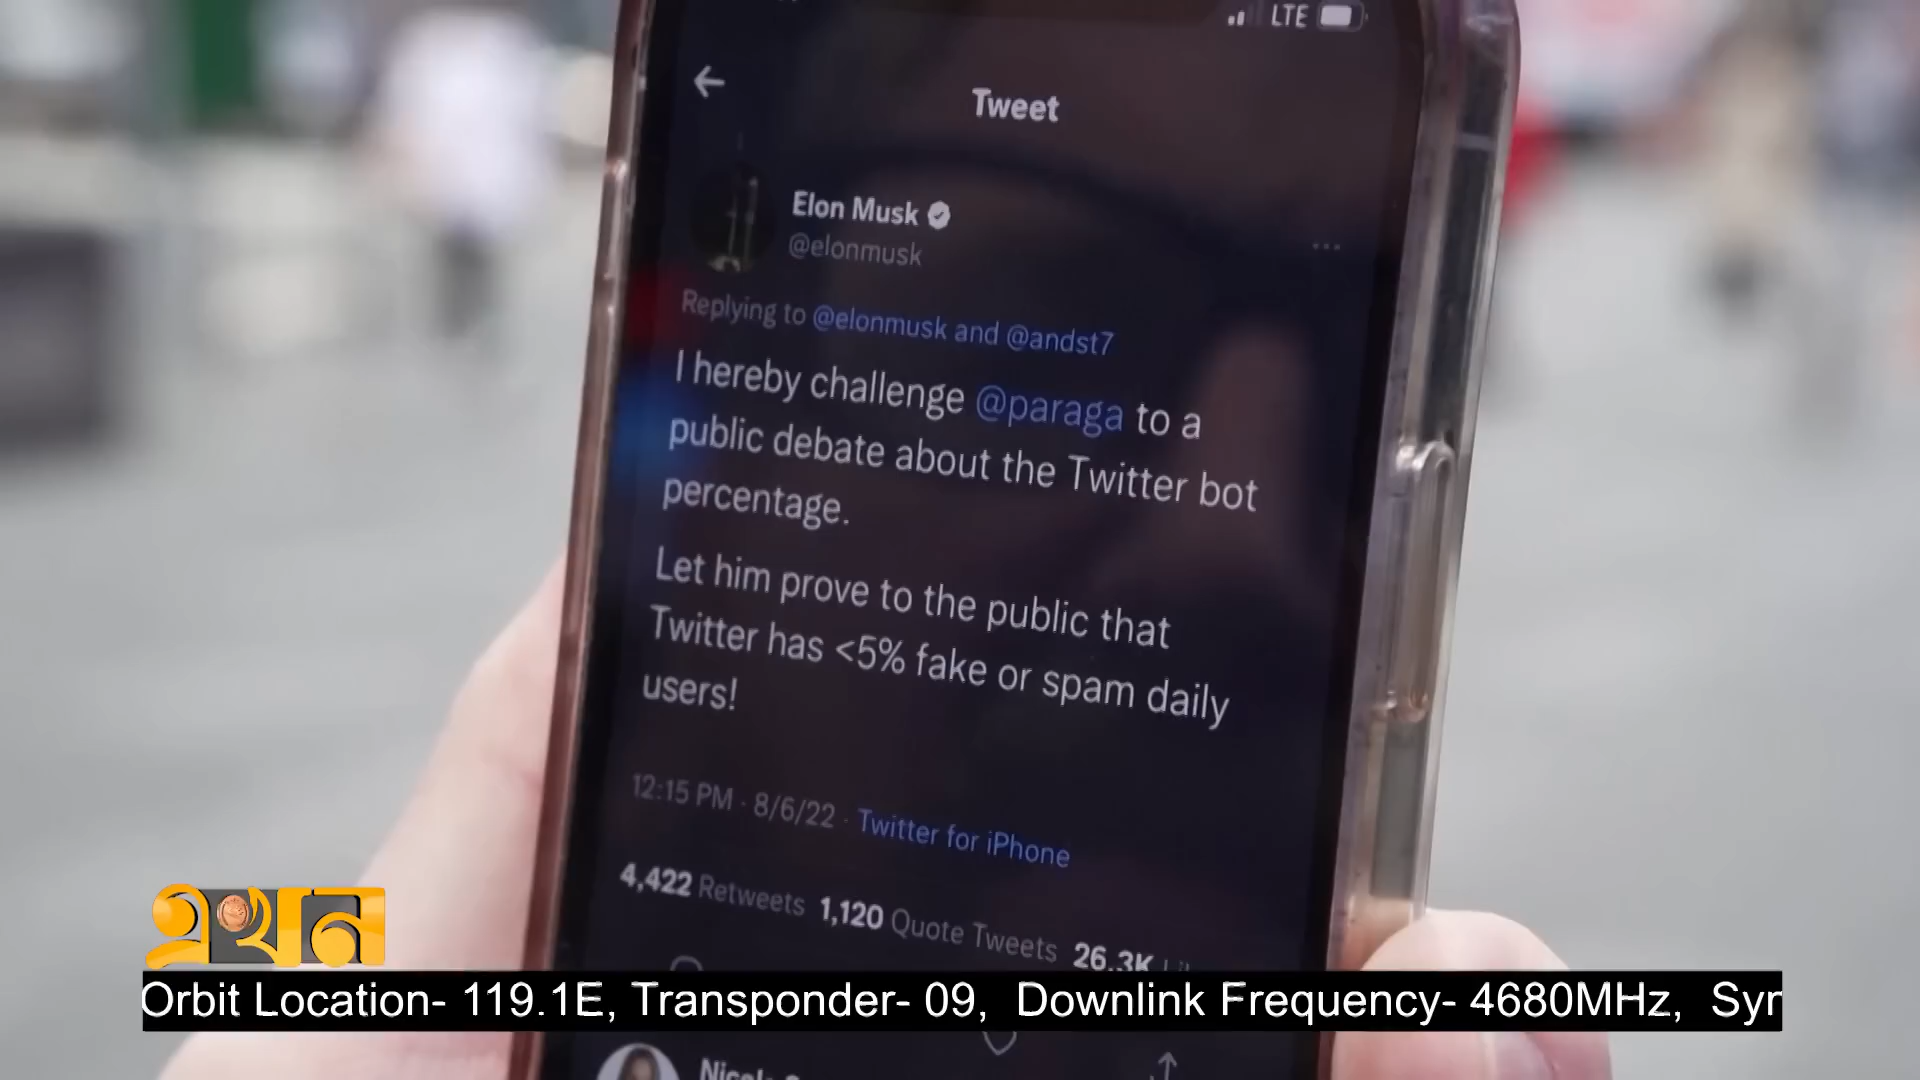 LTE
Tweet
Elon Musk
@elonmusk
Replying to @elonmusk and @andst7
I hereby challenge @paraga to a
public debate about the Twitter bot
percentage.
Let him prove to the public that
Twitter has <5% fake or spam daily
users!
12:15 PM · 8/6/22 · Twitter for iPhone
4,422 Retweets 1,120 Quote Tweets 26.3K
এখন
Orbit Location- 119.1E, Transponder- 09, Downlink Frequency- 4680MHz,